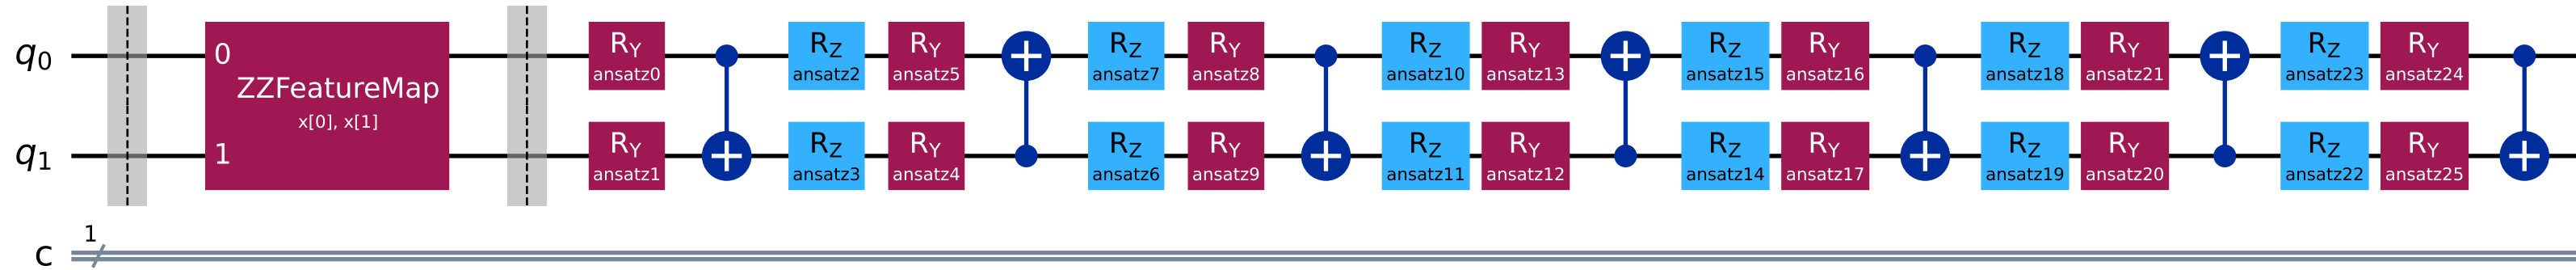 q0
0
ZZFeatureMap
x[0], x[1]
1
RY
ansatz0
RZ
ansatz2
RY
ansatz5
RZ
ansatz7
RY
ansatz8
RZ
ansatz10
RY
ansatz13
RZ
ansatz15
RY
ansatz16
RZ
ansatz18
RY
ansatz21
RZ
ansatz23
RY
ansatz24
q1
RY
ansatz1
RZ
ansatz3
RY
ansatz4
RZ
ansatz6
RY
ansatz9
RZ
ansatz11
RY
ansatz12
RZ
ansatz14
RY
ansatz17
RZ
ansatz19
RY
ansatz20
RZ
ansatz22
RY
ansatz25
c
1